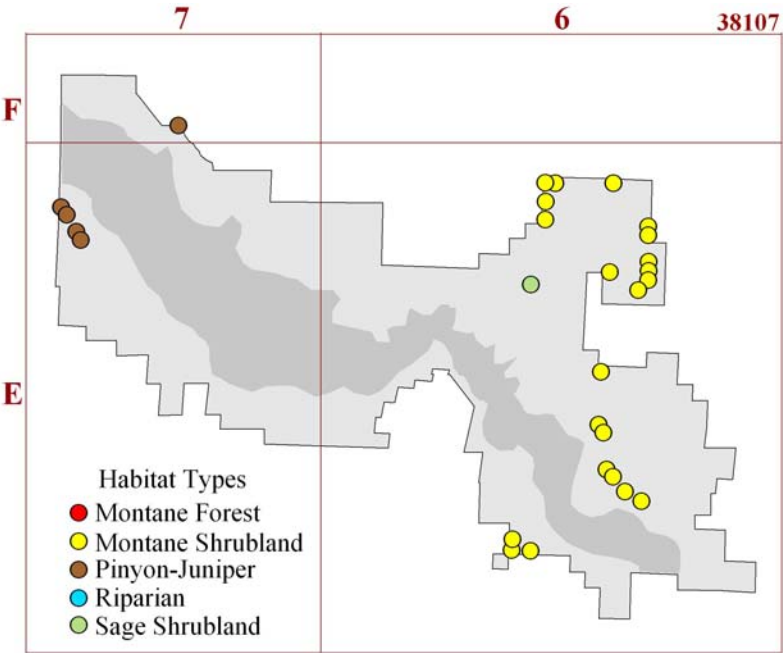 7 6 38107
F
E
Habitat Types
Montane Forest
Montane Shrubland
Pinyon-Juniper
Riparian
Sage Shrubland